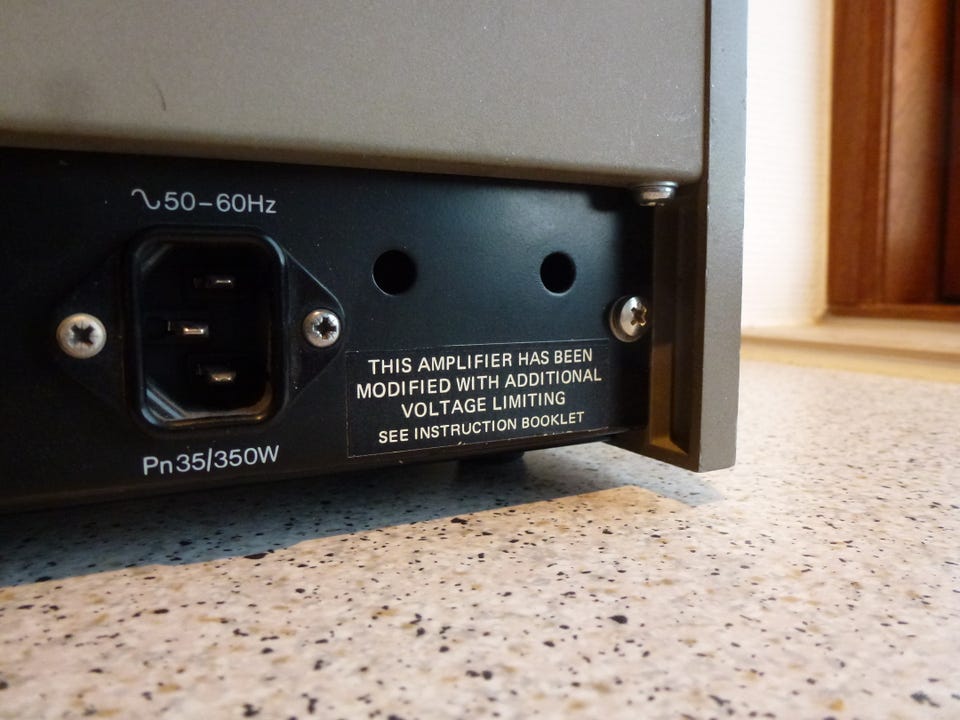 ∿50–60Hz
Pn35/350W
THIS AMPLIFIER HAS BEEN
MODIFIED WITH ADDITIONAL
VOLTAGE LIMITING
SEE INSTRUCTION BOOKLET